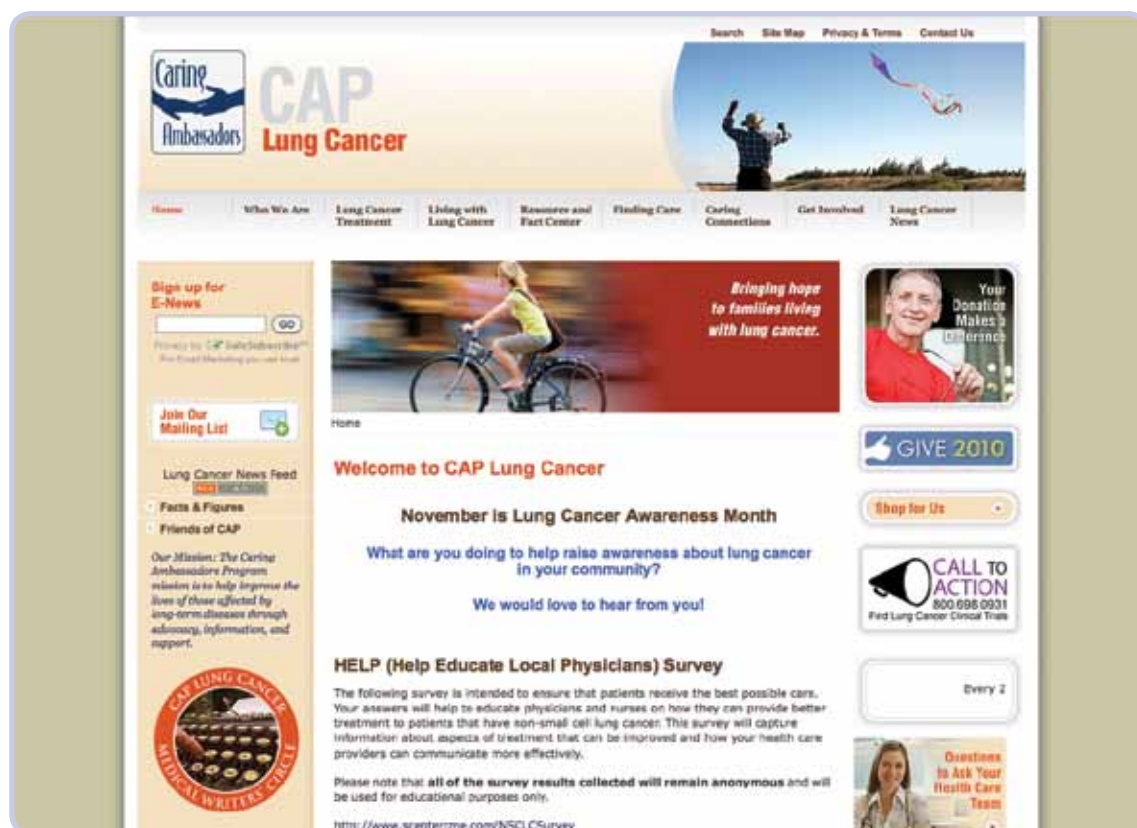 Search Site Map Privacy & Terms Contact Us
Caring
Ambassadors
CAP
Lung Cancer
Home
Who We Are
Lung Cancer
Treatment
Living with
Lung Cancer
Resource and
Fact Center
Finding Care
Caring
Connections
Get Involved
Lung Cancer
News
Sign up for
E-News
GO
Privacy by SafeSubscribe
For Email Marketing you can trust
Join Our
Mailing List
Lung Cancer News Feed
Facts & Figures
Friends of CAP
Our Mission: The Caring
Ambassadors Program
mission is to help improve the
lives of those affected by
long-term diseases through
advocacy, information, and
support.
CAP LUNG CANCER
MEDICAL WRITERS' CIRCLE
Bringing hope
to families living
with lung cancer.
Home
Welcome to CAP Lung Cancer
November is Lung Cancer Awareness Month
What are you doing to help raise awareness about lung cancer
in your community?
We would love to hear from you!
HELP (Help Educate Local Physicians) Survey
The following survey is intended to ensure that patients receive the best possible care.
Your answers will help to educate physicians and nurses on how they can provide better
treatment to patients that have non-small cell lung cancer. This survey will capture
information about aspects of treatment that can be improved and how your health care
providers can communicate more effectively.
Please note that all of the survey results collected will remain anonymous and will
be used for educational purposes only.
Your
Donation
Makes a
Difference
GIVE 2010
Shop for Us
CALL TO
ACTION
800.698.0931
Find Lung Cancer Clinical Trials
Every 2
Questions
to Ask Your
Health Care
Team